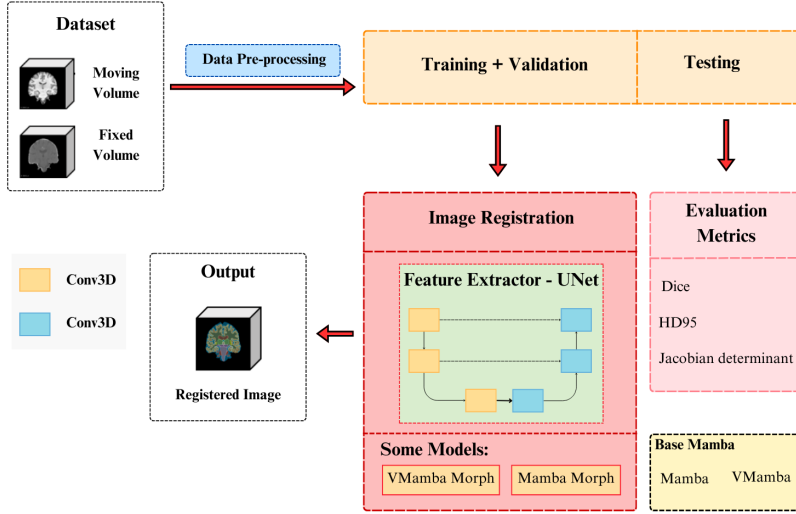 Dataset
Moving
Volume
Fixed
Volume
Data Pre-processing
Training + Validation
Testing
Image Registration
Feature Extractor - UNet
Some Models:
VMamba Morph
Mamba Morph
Evaluation
Metrics
Dice
HD95
Jacobian determinant
Base Mamba
Mamba
VMamba
Output
Registered Image
Conv3D
Conv3D